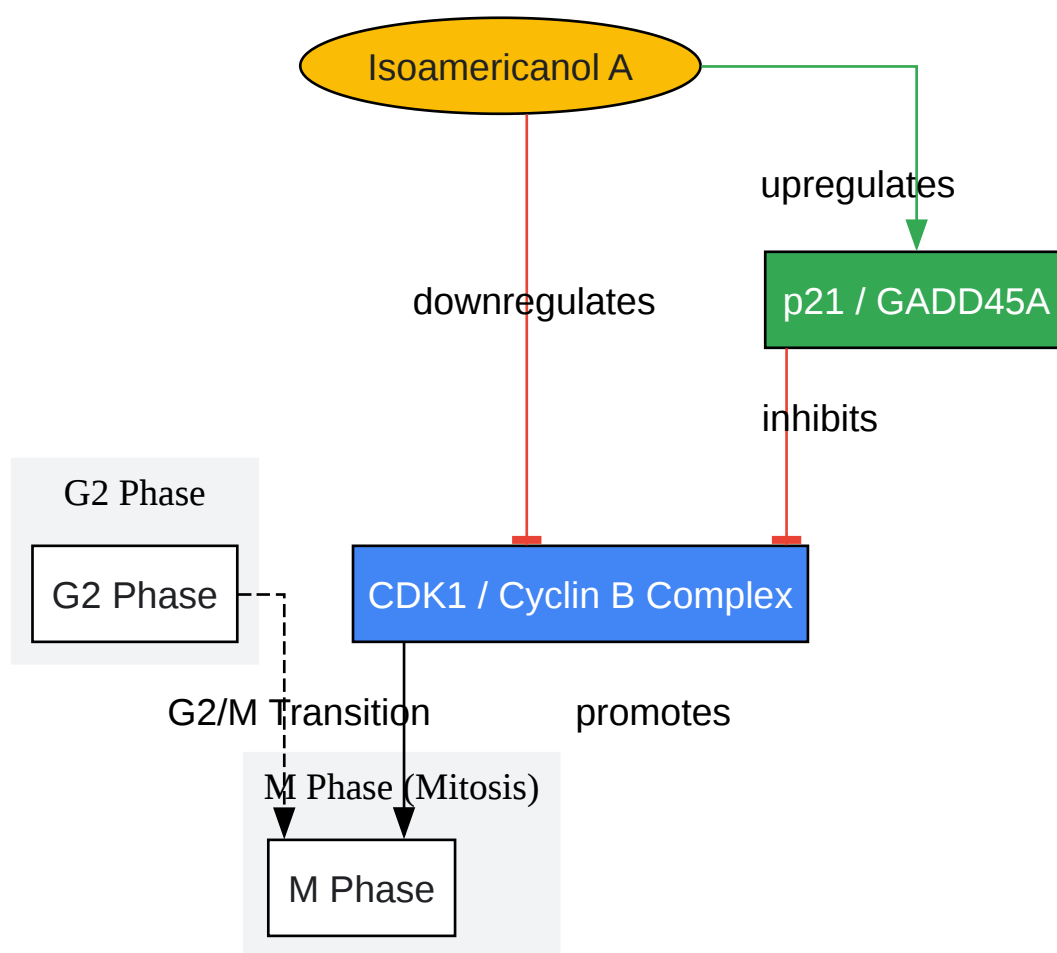 Isoamericanol A
upregulates
downregulates
p21 / GADD45A
inhibits
G2 Phase
G2 Phase
CDK1 / Cyclin B Complex
G2/M Transition
promotes
M Phase (Mitosis)
M Phase